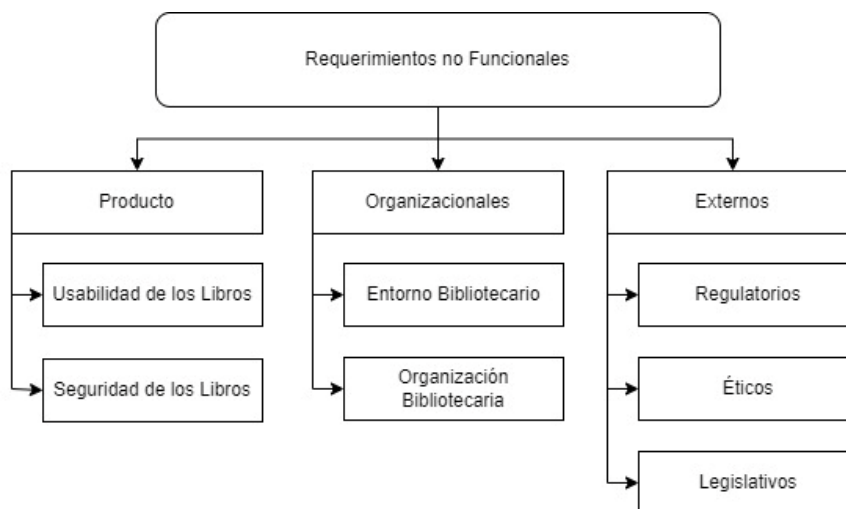 Requerimientos no Funcionales
Producto
Usabilidad de los Libros
Seguridad de los Libros
Organizacionales
Entorno Bibliotecario
Organización
Bibliotecaria
Externos
Regulatorios
Éticos
Legislativos